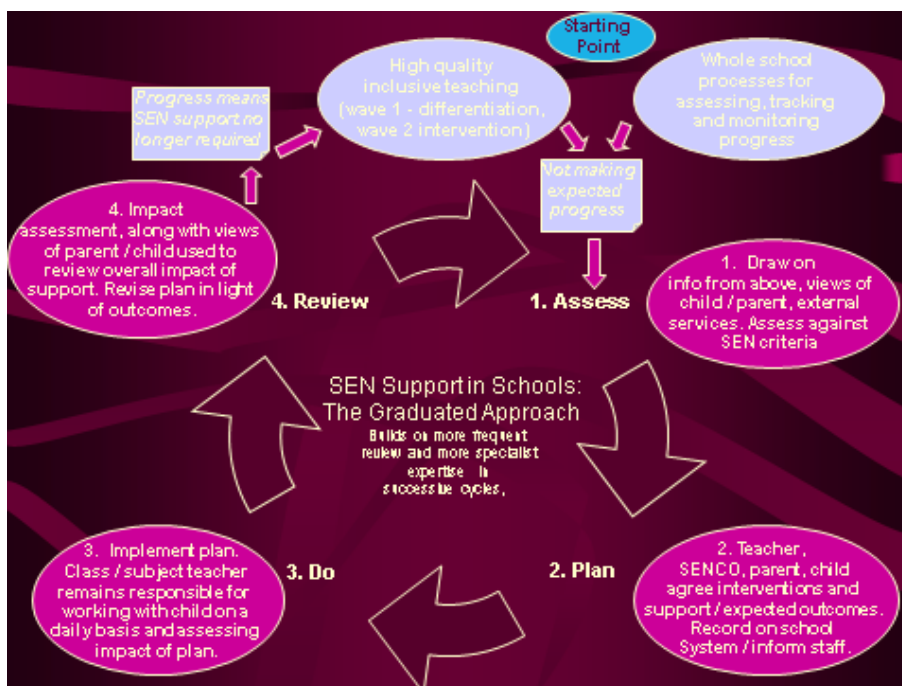 Starting
Point
High quality
inclusive teaching
(wave 1 - differentiation,
wave 2 intervention)
Whole school
processes for
assessing, tracking
and monitoring
progress
Progress means
SEN support no
longer required
Not making
expected
progress
4. Impact
assessment, along with views
of parent / child used to
review overall impact of
support. Revise plan in light
of outcomes.
4. Review
1. Assess
1. Draw on
info from above, views of
child / parent, external
services. Assess against
SEN criteria
SEN Support in Schools:
The Graduated Approach
Builds on more frequent
review and more specialist
expertise in
successive cycles,
3. Implement plan.
Class / subject teacher
remains responsible for
working with child on a
daily basis and assessing
impact of plan.
3. Do
2. Plan
2. Teacher,
SENCO, parent, child
agree interventions and
support / expected outcomes.
Record on school
System / inform staff.